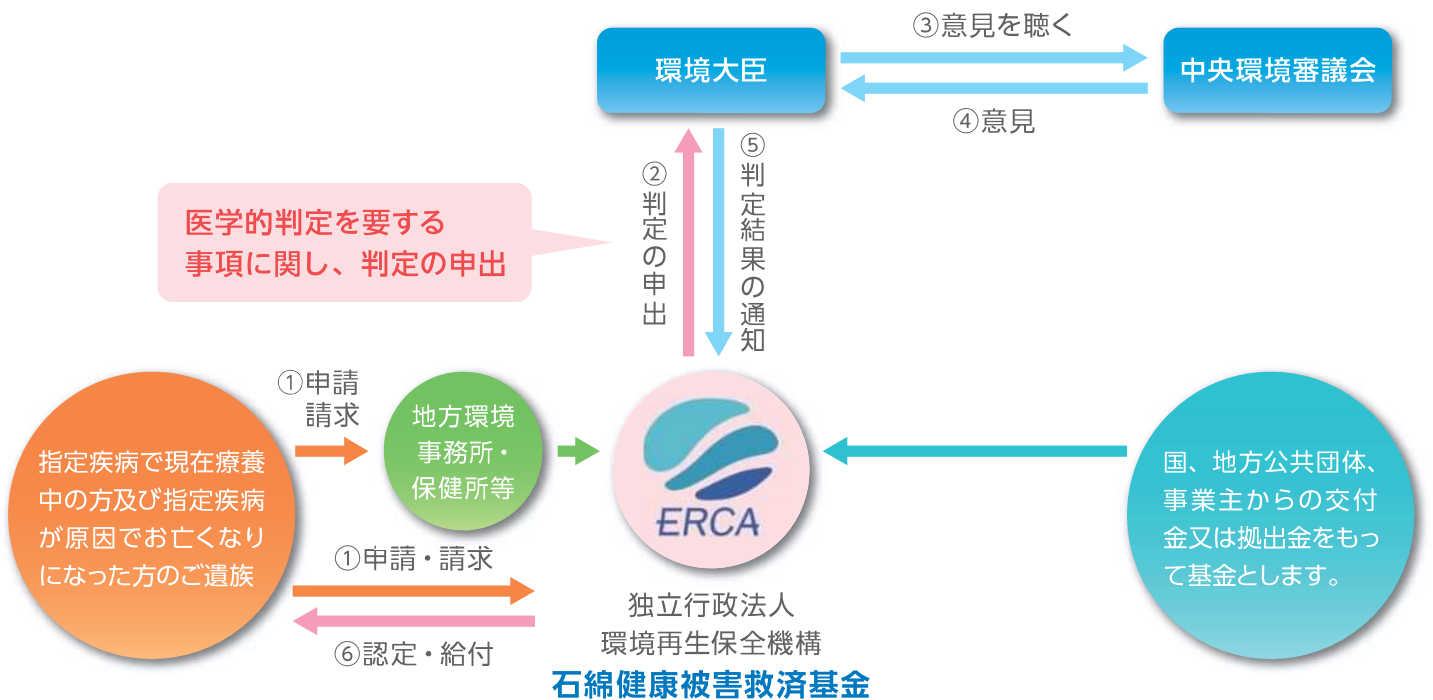 ③意見を聴く
環境大臣
中央環境審議会
④意見
②判定の申出
⑤判定結果の通知
医学的判定を要する
事項に関し、判定の申出
①申請
請求
地方環境
事務所・
保健所等
指定疾病で現在療養
中の方及び指定疾病
が原因でお亡くなり
になった方のご遺族
①申請・請求
⑥認定・給付
ERCA
独立行政法人
環境再生保全機構
石綿健康被害救済基金
国、地方公共団体、
事業主からの交付
金又は拠出金をもっ
て基金とします。